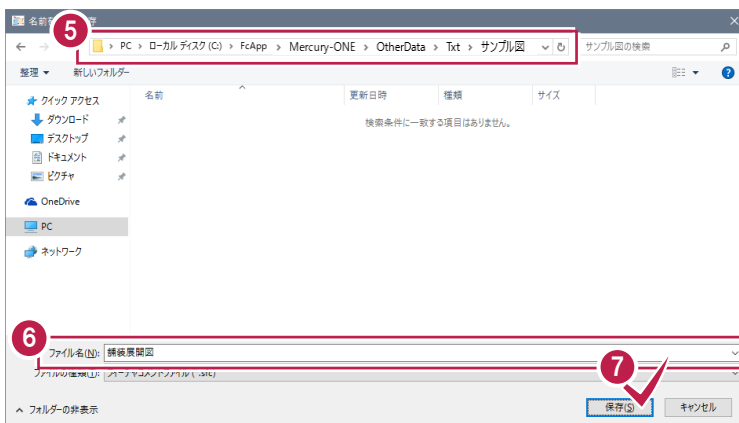 名前
存
5
PC › ローカル ディスク (C:) › FcApp › Mercury-ONE › OtherData › Txt › サンプル図
サンプル図の検索
整理
新しいフォルダー
?
名前
更新日時
種類
サイズ
検索条件に一致する項目はありません。
クイック アクセス
ダウンロード
デスクトップ
ドキュメント
ピクチャ
OneDrive
PC
ネットワーク
6
ファイル名(N): 舗装展開図
7
フォルダーの非表示
保存(S)
キャンセル